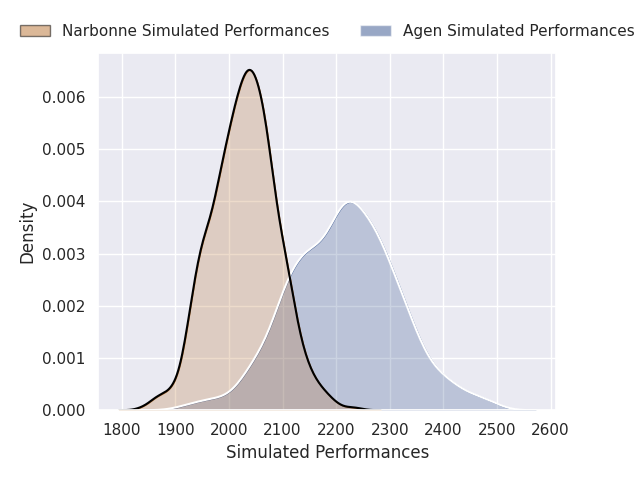 Narbonne Simulated Performances Agen Simulated Performances
0.006
0.005
0.004
0.003
0.002
0.001
0.000
Density
1800 1900 2000 2100 2200 2300 2400 2500 2600
Simulated Performances